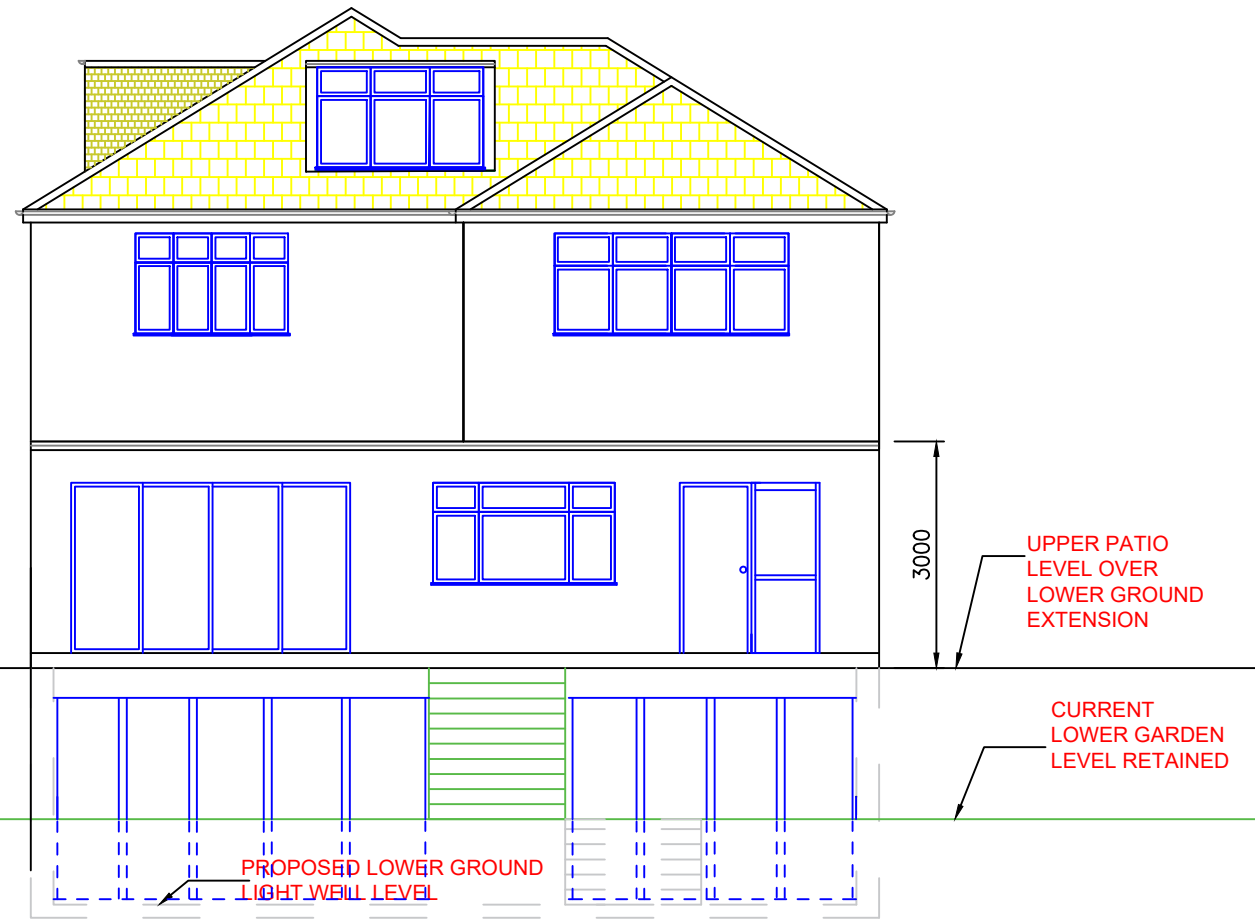 3000
UPPER PATIO
LEVEL OVER
LOWER GROUND
EXTENSION
CURRENT
LOWER GARDEN
LEVEL RETAINED
PROPOSED LOWER GROUND
LIGHT WELL LEVEL